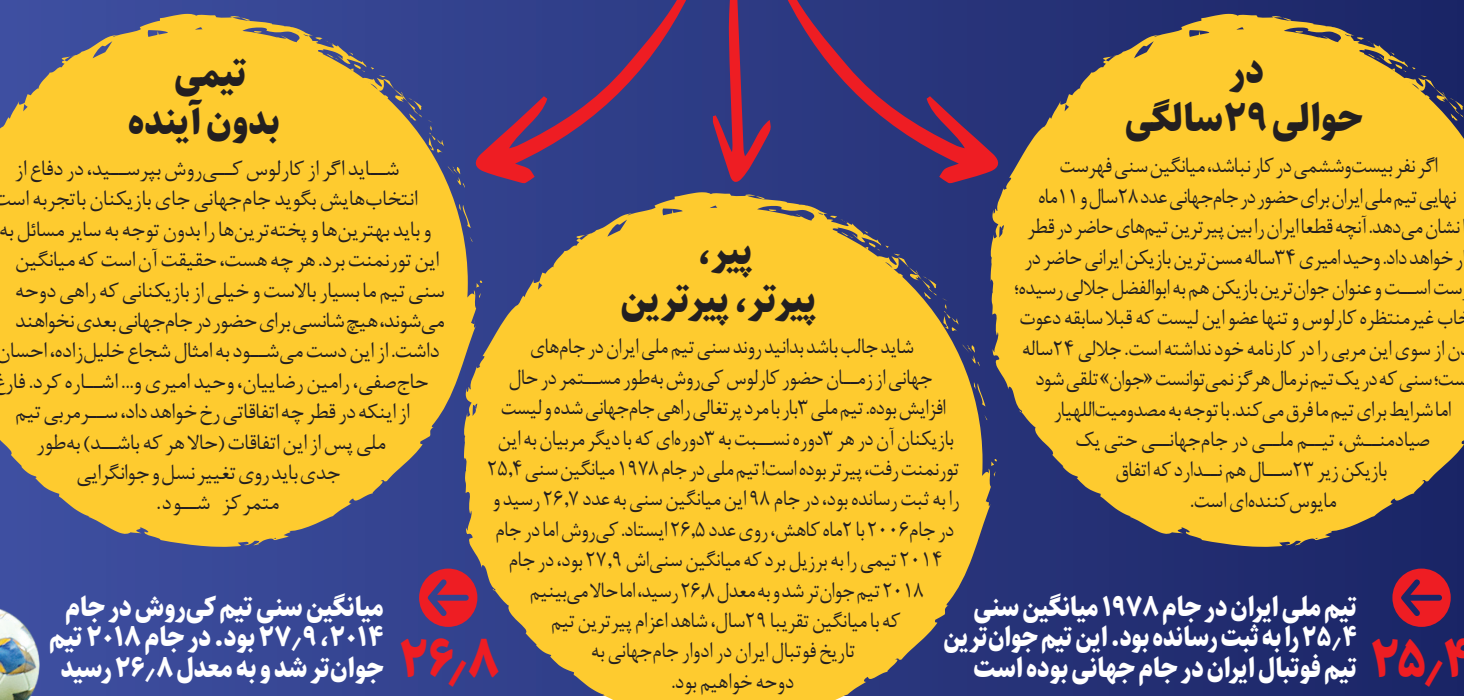 در
حوالی ۲۹سالگی
اگر نفر بیست‌وششمی در کار نباشد، میانگین سنی فهرست
نهایی تیم ملی ایران برای حضور در جام‌جهانی عدد ۲۸سال و ۱۱ماه
نشان می‌دهد. آنچه قطعا ایران را بین پیرترین تیم‌های حاضر در قطر
خواهد داد. وحید امیری ۳۴ساله مسن‌ترین بازیکن ایرانی حاضر در
است و عنوان جوان‌ترین بازیکن هم به ابوالفضل جلالی رسیده؛
غیرمنتظره کارلوس و تنها عضو این لیست که قبلا سابقه دعوت
از سوی این مربی را در کارنامه خود نداشته است. جلالی ۲۴ساله
سنی که در یک تیم نرمال هرگز نمی‌توانست «جوان» تلقی شود
اما شرایط برای تیم ما فرق می‌کند. با توجه به مصدومیت اللهیار
صیادمنش، تیم ملی در جام‌جهانی حتی یک
بازیکن زیر ۲۳سال هم ندارد که اتفاق
مایوس‌کننده‌ای است.
پیر،
پیرتر، پیرترین
شاید جالب باشد بدانید روند سنی تیم ملی ایران در جام‌های
جهانی از زمان حضور کارلوس کی‌روش به‌طور مستمر در حال
افزایش بوده. تیم ملی ۳بار با مرد پرتغالی راهی جام‌جهانی شده و لیست
بازیکنان آن در هر ۳دوره نسبت به ۳دوره‌ای که با دیگر مربیان به این
تورنمنت رفت، پیرتر بوده است! تیم ملی در جام ۱۹۷۸ میانگین سنی ۲۵,۴
را به ثبت رسانده بود، در جام ۹۸ این میانگین سنی به عدد ۲۶,۷ رسید و
در جام ۲۰۰۶ با ۲ماه کاهش، روی عدد ۲۶,۵ ایستاد. کی‌روش اما در جام
۲۰۱۴ تیمی را به برزیل برد که میانگین سنی‌اش ۲۷,۹ بود، در جام
۲۰۱۸ تیم جوان‌تر شد و به معدل ۲۶,۸ رسید، اما حالا می‌بینیم
که با میانگین تقریبا ۲۹سال، شاهد اعزام پیرترین تیم
تاریخ فوتبال ایران در ادوار جام‌جهانی به
دوحه خواهیم بود.
تیمی
بدون آینده
شاید اگر از کارلوس کی‌روش بپرسید، در دفاع از
انتخاب‌هایش بگوید جام‌جهانی جای بازیکنان باتجربه است
و باید بهترین‌ها و پخته‌ترین‌ها را بدون توجه به سایر مسائل به
این تورنمنت برد. هر چه هست، حقیقت آن است که میانگین
سنی تیم ما بسیار بالاست و خیلی از بازیکنانی که راهی دوحه
می‌شوند، هیچ شانسی برای حضور در جام‌جهانی بعدی نخواهند
داشت. از این دست می‌شود به امثال شجاع خلیل‌زاده، احسان
حاج‌صفی، رامین رضاییان، وحید امیری و... اشاره کرد. فارغ
از اینکه در قطر چه اتفاقاتی رخ خواهد داد، سرمربی تیم
ملی پس از این اتفاقات (حالا هر که باشد) به‌طور
جدی باید روی تغییر نسل و جوانگرایی
متمرکز شود.
۲۵٫۴
تیم ملی ایران در جام ۱۹۷۸ میانگین سنی
۲۵٫۴ را به ثبت رسانده بود. این تیم جوان‌ترین
تیم فوتبال ایران در جام جهانی بوده است
۲۶٫۸
میانگین سنی تیم کی‌روش در جام
۲۰۱۴، ۲۷٫۹ بود. در جام ۲۰۱۸ تیم
جوان‌تر شد و به معدل ۲۶٫۸ رسید